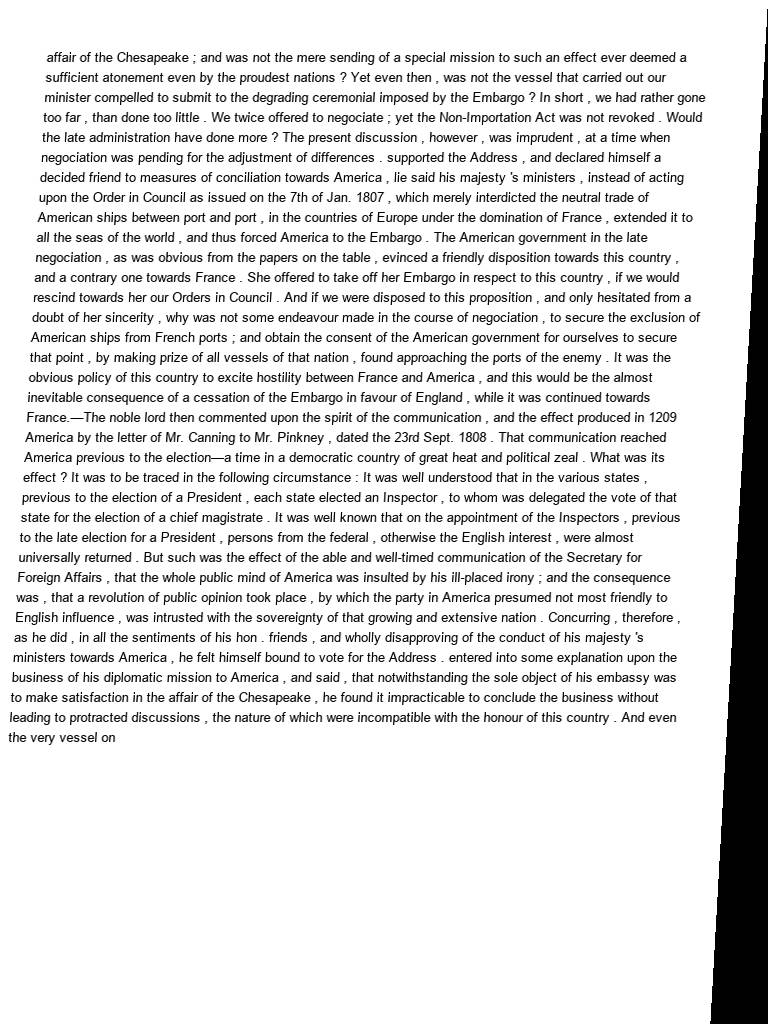 affair of the Chesapeake ; and was not the mere sending of a special mission to such an effect ever deemed a
sufficient atonement even by the proudest nations ? Yet even then , was not the vessel that carried out our
minister compelled to submit to the degrading ceremonial imposed by the Embargo ? In short , we had rather gone
too far , than done too little . We twice offered to negociate ; yet the Non-Importation Act was not revoked . Would
the late administration have done more ? The present discussion , however , was imprudent , at a time when
negociation was pending for the adjustment of differences . supported the Address , and declared himself a
decided friend to measures of conciliation towards America , lie said his majesty 's ministers , instead of acting
upon the Order in Council as issued on the 7th of Jan. 1807 , which merely interdicted the neutral trade of
American ships between port and port , in the countries of Europe under the domination of France , extended it to
all the seas of the world , and thus forced America to the Embargo . The American government in the late
negociation , as was obvious from the papers on the table , evinced a friendly disposition towards this country ,
and a contrary one towards France . She offered to take off her Embargo in respect to this country , if we would
rescind towards her our Orders in Council . And if we were disposed to this proposition , and only hesitated from a
doubt of her sincerity , why was not some endeavour made in the course of negociation , to secure the exclusion of
American ships from French ports ; and obtain the consent of the American government for ourselves to secure
that point , by making prize of all vessels of that nation , found approaching the ports of the enemy . It was the
obvious policy of this country to excite hostility between France and America , and this would be the almost
inevitable consequence of a cessation of the Embargo in favour of England , while it was continued towards
France.—The noble lord then commented upon the spirit of the communication , and the effect produced in 1209
America by the letter of Mr. Canning to Mr. Pinkney , dated the 23rd Sept. 1808 . That communication reached
America previous to the election—a time in a democratic country of great heat and political zeal . What was its
effect ? It was to be traced in the following circumstance : It was well understood that in the various states ,
previous to the election of a President , each state elected an Inspector , to whom was delegated the vote of that
state for the election of a chief magistrate . It was well known that on the appointment of the Inspectors , previous
to the late election for a President , persons from the federal , otherwise the English interest , were almost
universally returned . But such was the effect of the able and well-timed communication of the Secretary for
Foreign Affairs , that the whole public mind of America was insulted by his ill-placed irony ; and the consequence
was , that a revolution of public opinion took place , by which the party in America presumed not most friendly to
English influence , was intrusted with the sovereignty of that growing and extensive nation . Concurring , therefore ,
as he did , in all the sentiments of his hon . friends , and wholly disapproving of the conduct of his majesty 's
ministers towards America , he felt himself bound to vote for the Address . entered into some explanation upon the
business of his diplomatic mission to America , and said , that notwithstanding the sole object of his embassy was
to make satisfaction in the affair of the Chesapeake , he found it impracticable to conclude the business without
leading to protracted discussions , the nature of which were incompatible with the honour of this country . And even
the very vessel on